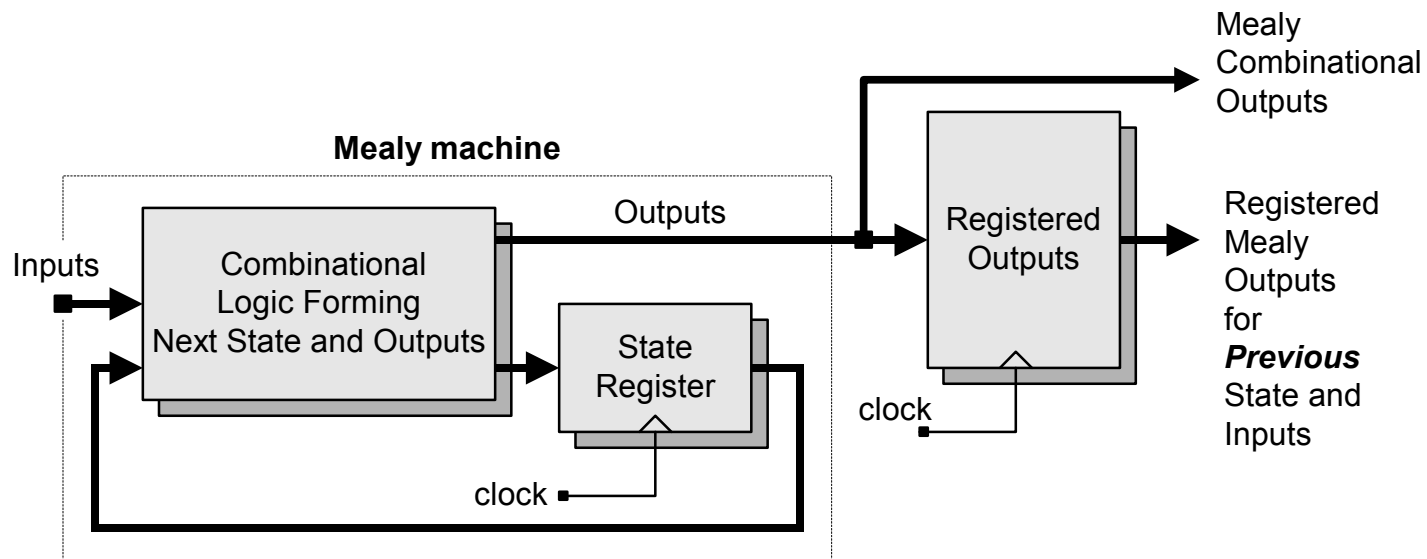 Mealy
Combinational
Outputs
Mealy machine
Outputs
Inputs
Combinational
Logic Forming
Next State and Outputs
State
Register
clock
Registered
Outputs
clock
Registered
Mealy
Outputs
for
Previous
State and
Inputs